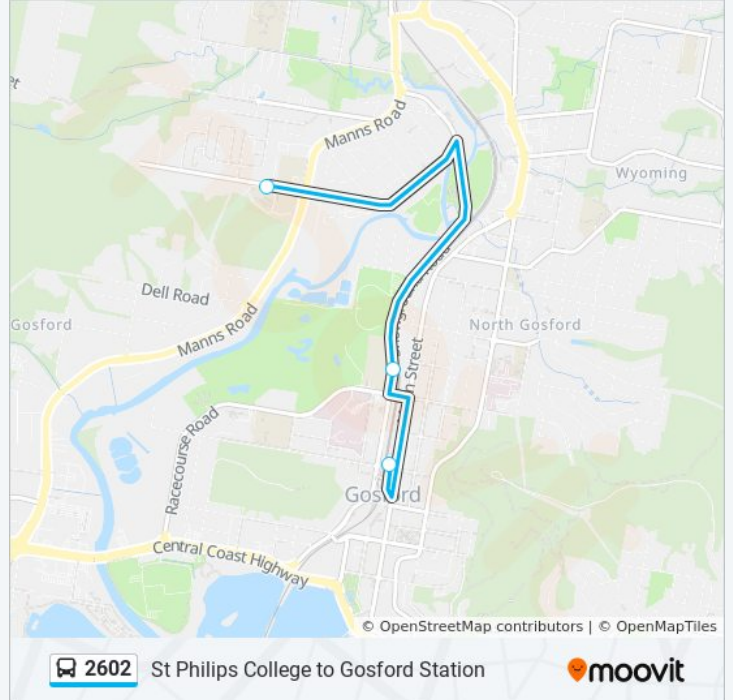 Manns Road
Wyoming
Dell Road
Gosford
Manns Road
North Gosford
Street
Racecourse Road
Gosford
Central Coast Highway
© OpenStreetMap contributors | © OpenMapTiles
2602 St Philips College to Gosford Station moovit